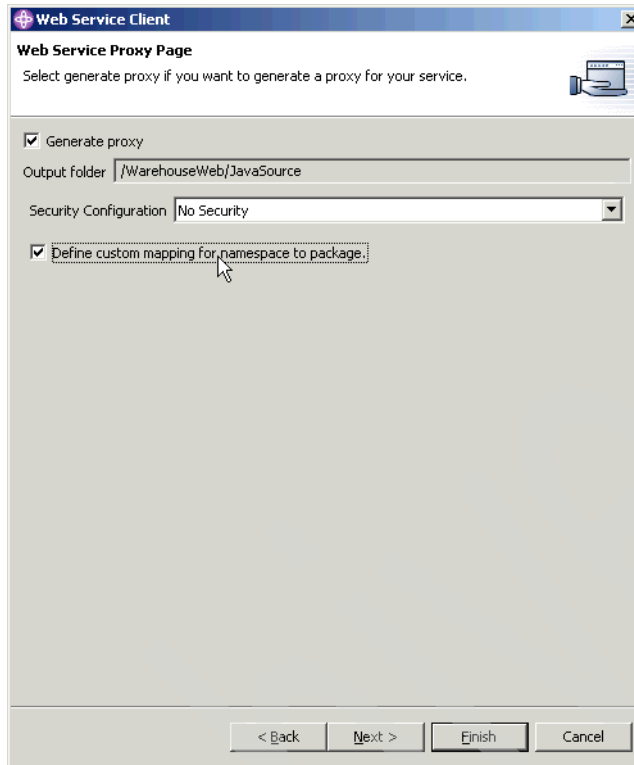 Web Service Client
Web Service Proxy Page
Select generate proxy if you want to generate a proxy for your service.
Generate proxy
Output folder /WarehouseWeb/JavaSource
Security Configuration No Security
Define custom mapping for namespace to package.
< Back Next > Finish Cancel